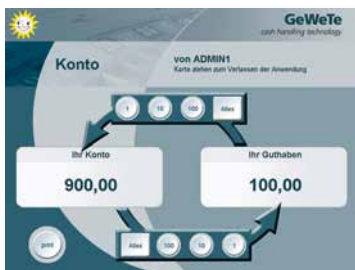 GeWeTe
cash handling technology
Konto
von ADMIN1
Karte ziehen zum Verlassen der Anwendung
1 10 100 Alles
Ihr Konto
Ihr Guthaben
900,00
100,00
Alles 100 10 1
print